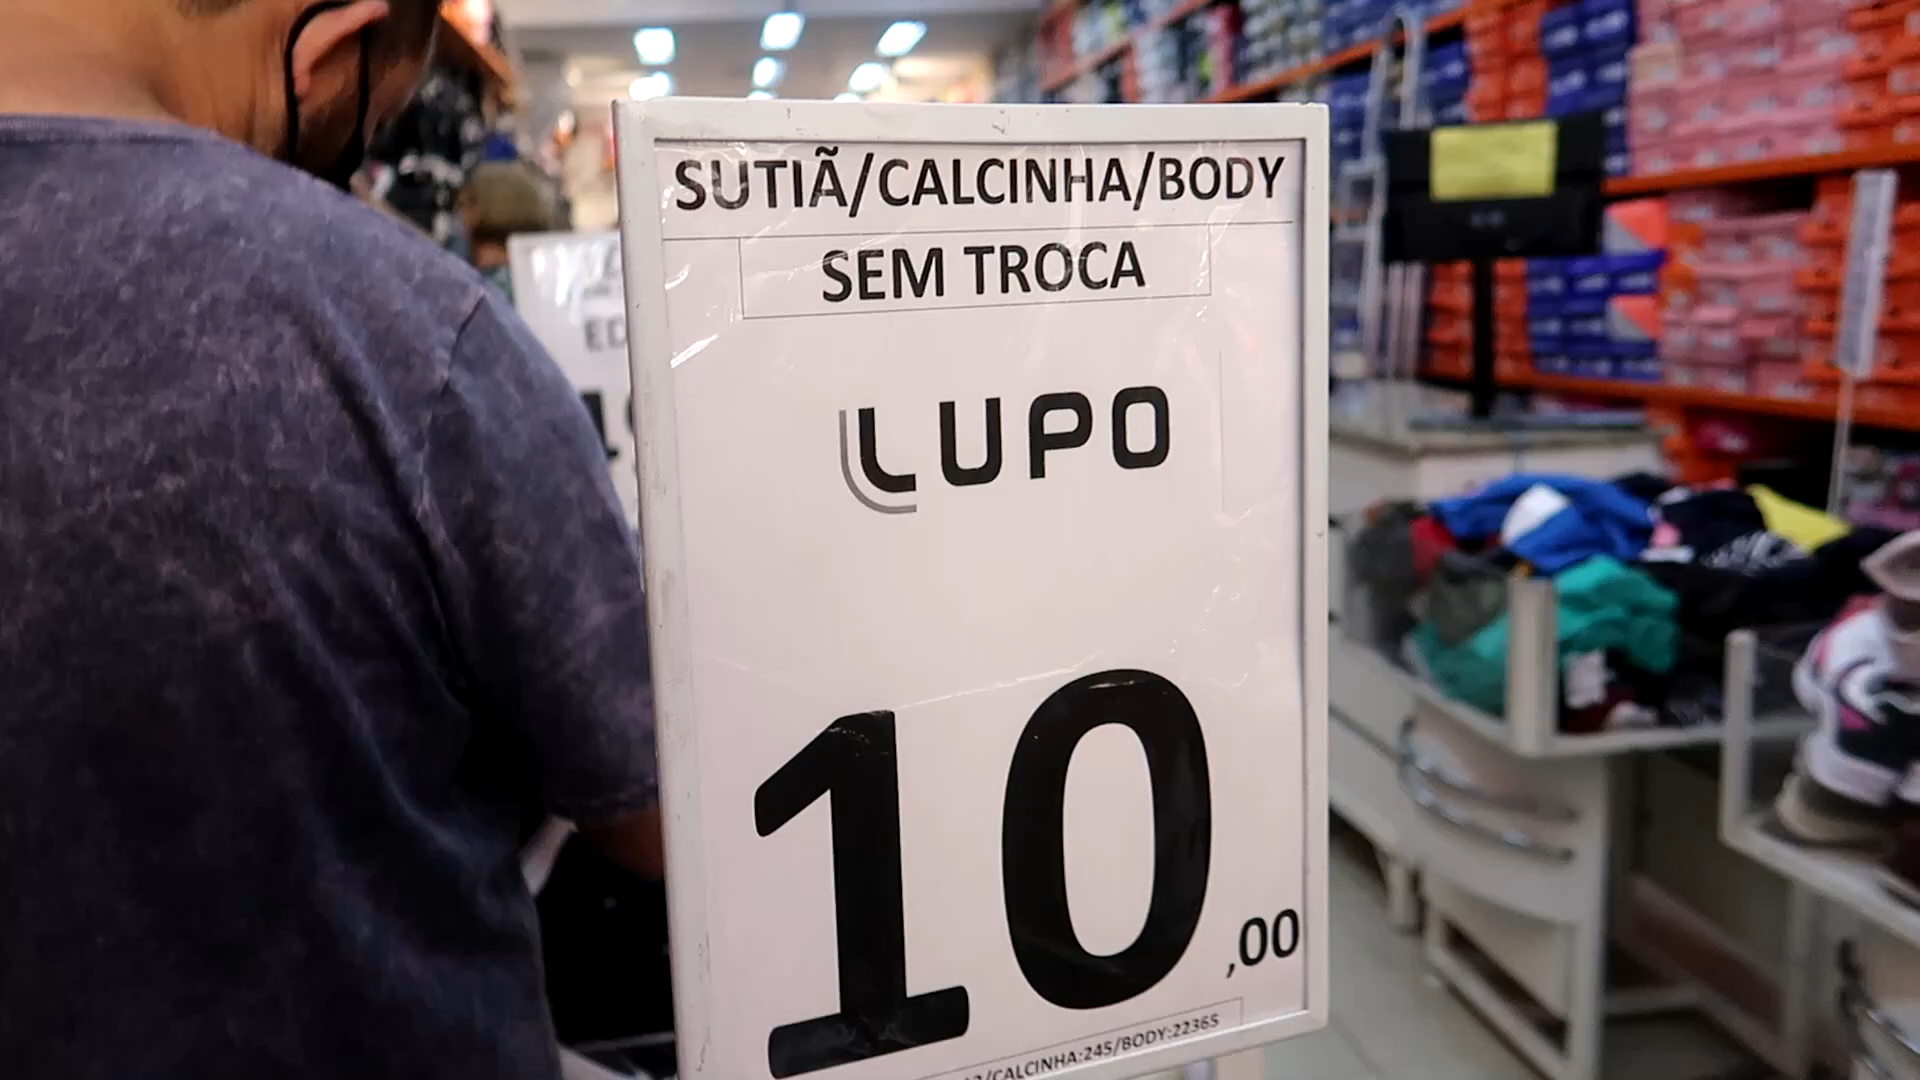 SUTIÃ/CALCINHA/BODY
SEM TROCA
LUPO
10,00
/CALCINHA:245/BODY:22365